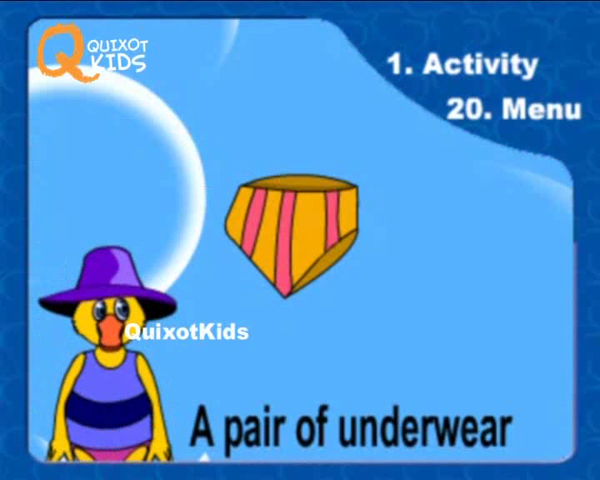 QUIXOT
KIDS
1. Activity
20. Menu
QuixotKids
A pair of underwear